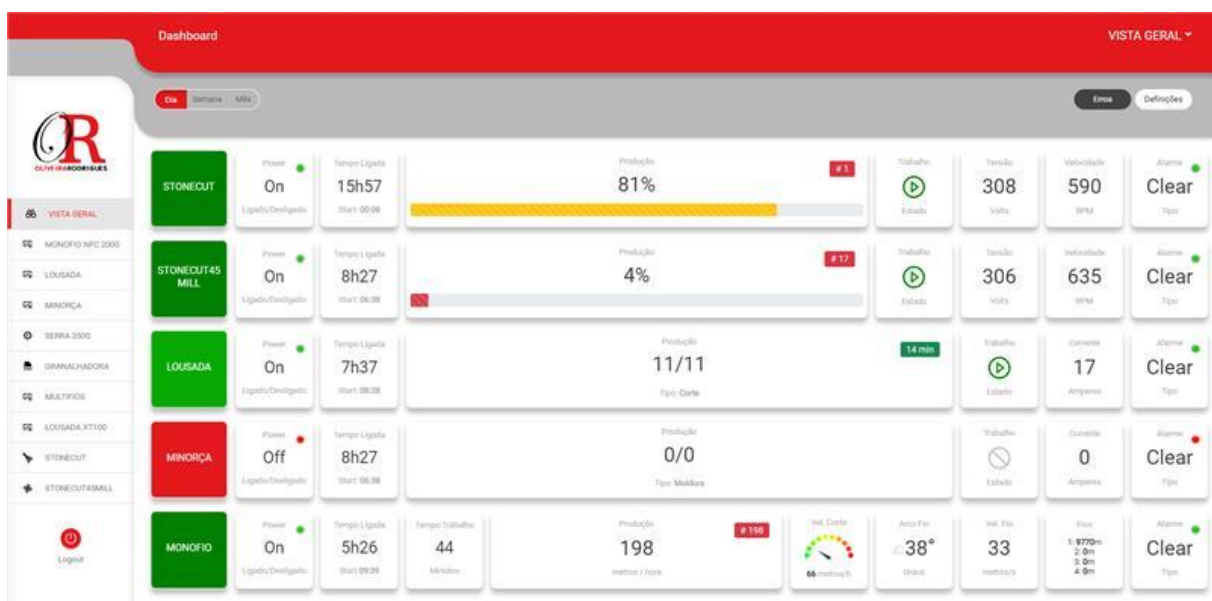 Dashboard
VISTA GERAL
Dia Semana Mês
Erros Definições
OR
OLIVEIRARODRIGUES
VISTA GERAL
MONOFIO NFC 2000
LOUSADA
MINORÇA
SERRA 3500
GRANALHADORA
MULTIFIOS
LOUSADA XT100
STONECUT
STONECUT45MILL
Logout
STONECUT
Power
On
Ligado/Desligado
Tempo Ligada
15h57
Start: 00:08
Produção
# 1
81%
Trabalho
Estado
Tensão
308
Volts
Velocidade
590
RPM
Alarme
Clear
Tipo
STONECUT45
MILL
Power
On
Ligado/Desligado
Tempo Ligada
8h27
Start: 06:38
Produção
# 17
4%
Trabalho
Estado
Tensão
306
Volts
Velocidade
635
RPM
Alarme
Clear
Tipo
LOUSADA
Power
On
Ligado/Desligado
Tempo Ligada
7h37
Start: 08:28
Produção
14 min
11/11
Tipo: Corte
Trabalho
Estado
Corrente
17
Amperes
Alarme
Clear
Tipo
MINORÇA
Power
Off
Ligado/Desligado
Tempo Ligada
8h27
Start: 06:38
Produção
0/0
Tipo: Moldura
Trabalho
Estado
Corrente
0
Amperes
Alarme
Clear
Tipo
MONOFIO
Power
On
Ligado/Desligado
Tempo Ligada
5h26
Start: 09:39
Tempo Trabalho
44
Minutos
Produção
# 198
198
metros / hora
Vel. Corte
66 metros/h
Arco Fio
38°
Graus
Vel. Fio
33
metros/s
Fios
1: 9770m
2: 0m
3: 0m
4: 0m
Alarme
Clear
Tipo